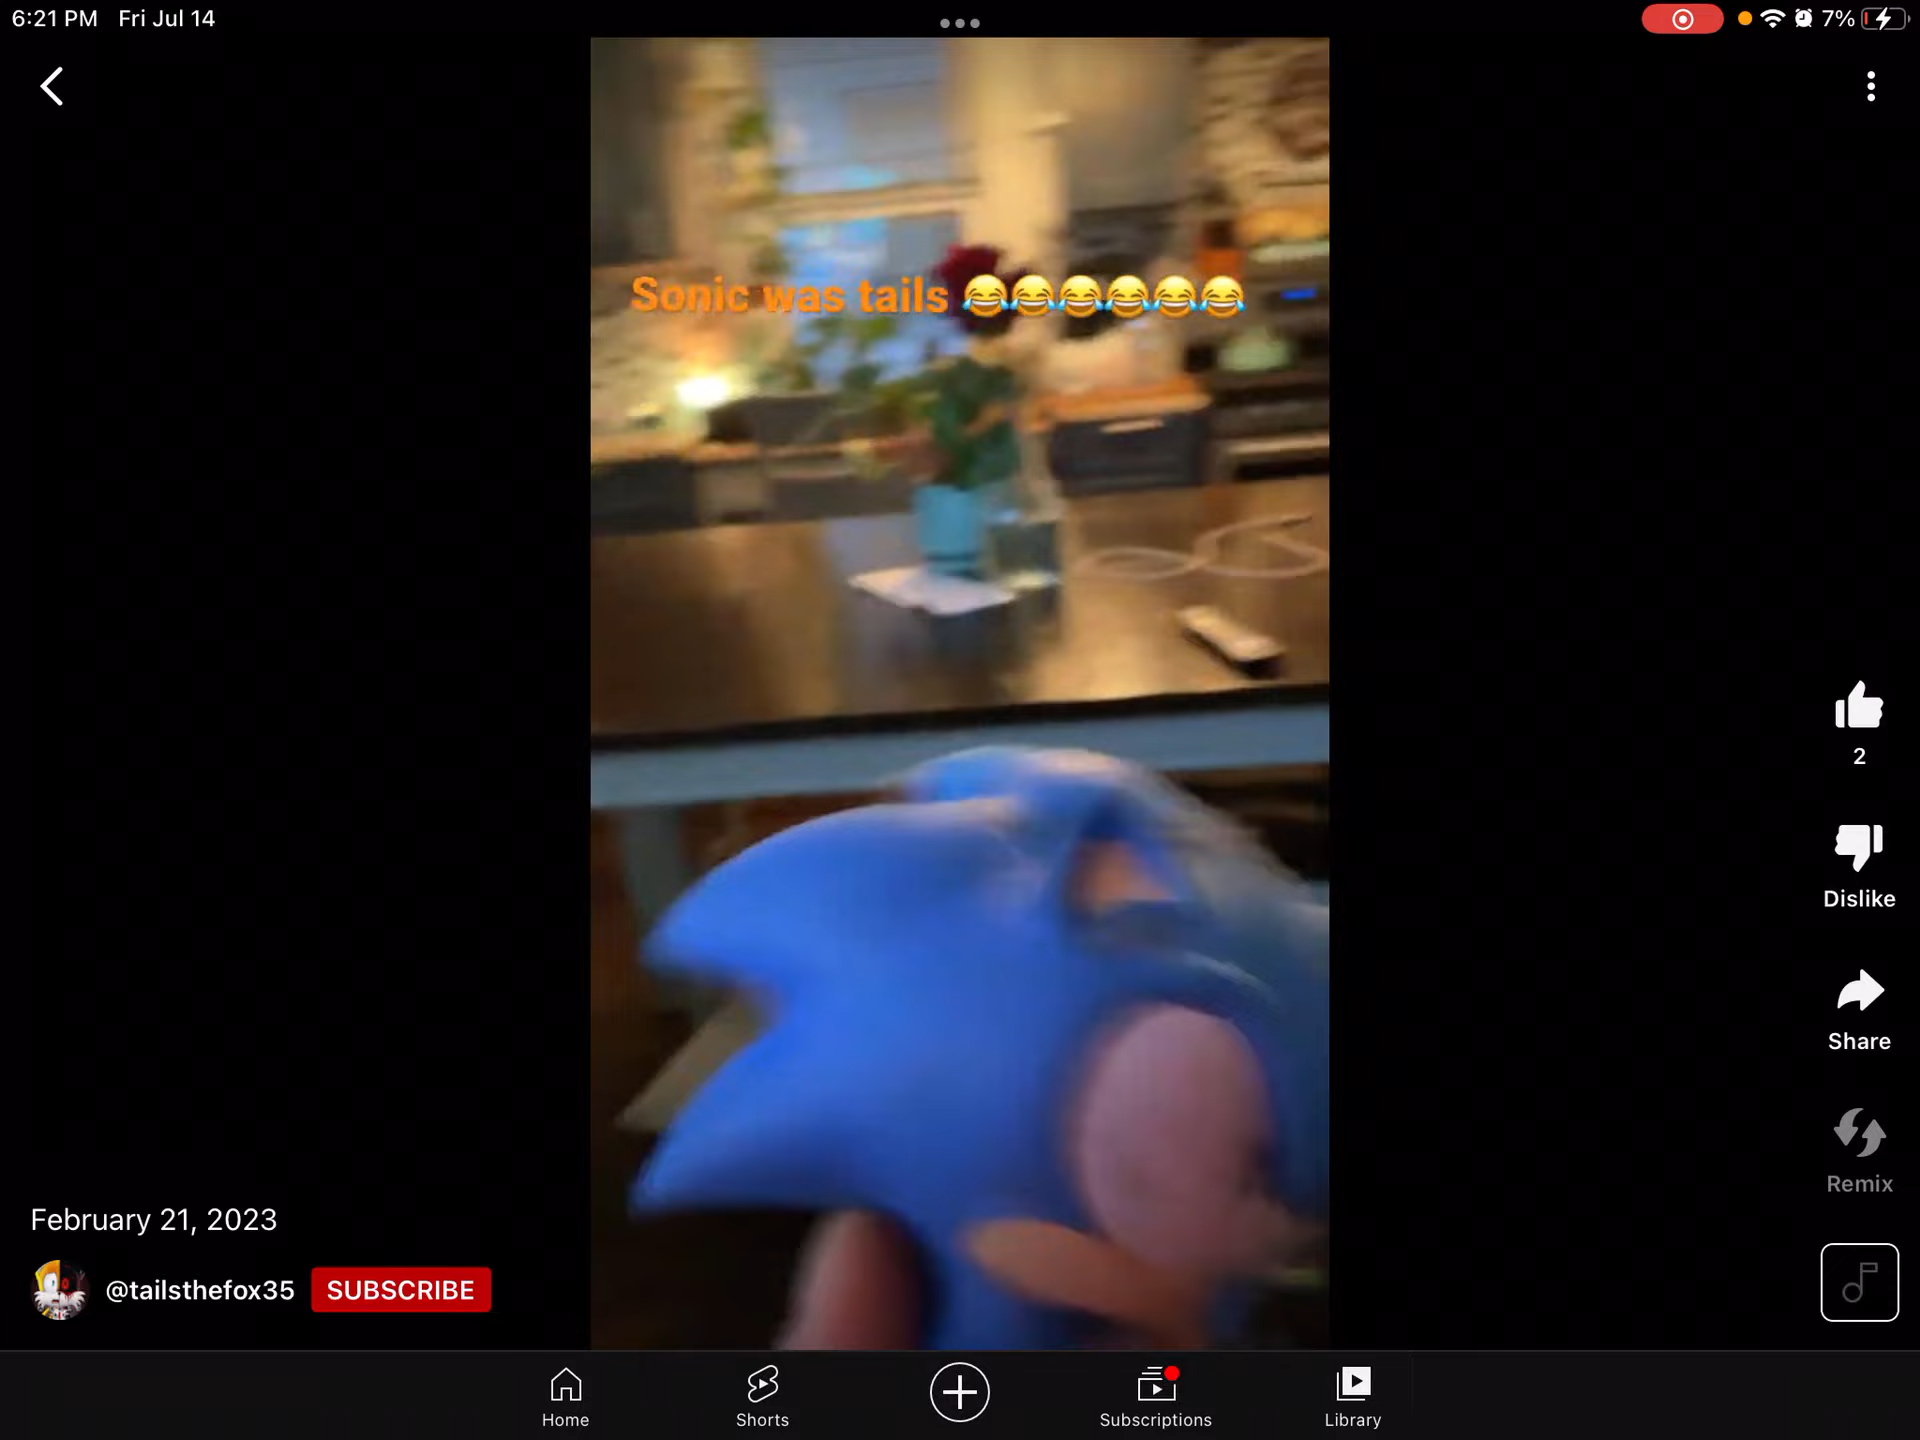 6:21 PM Fri Jul 14
7%
Sonic was tails 😂😂😂😂😂😂
2
Dislike
Share
Remix
February 21, 2023
@tailsthefox35 SUBSCRIBE
Home Shorts Subscriptions Library